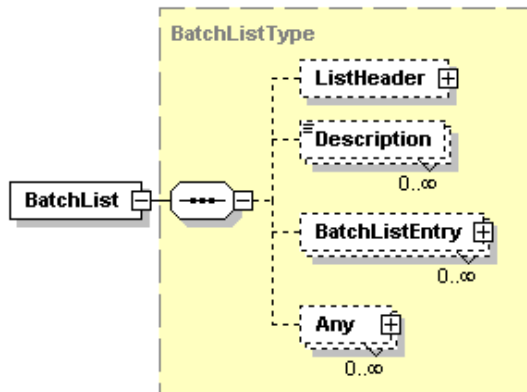 BatchListType
ListHeader
Description
0..∞
BatchList
BatchListEntry
0..∞
Any
0..∞